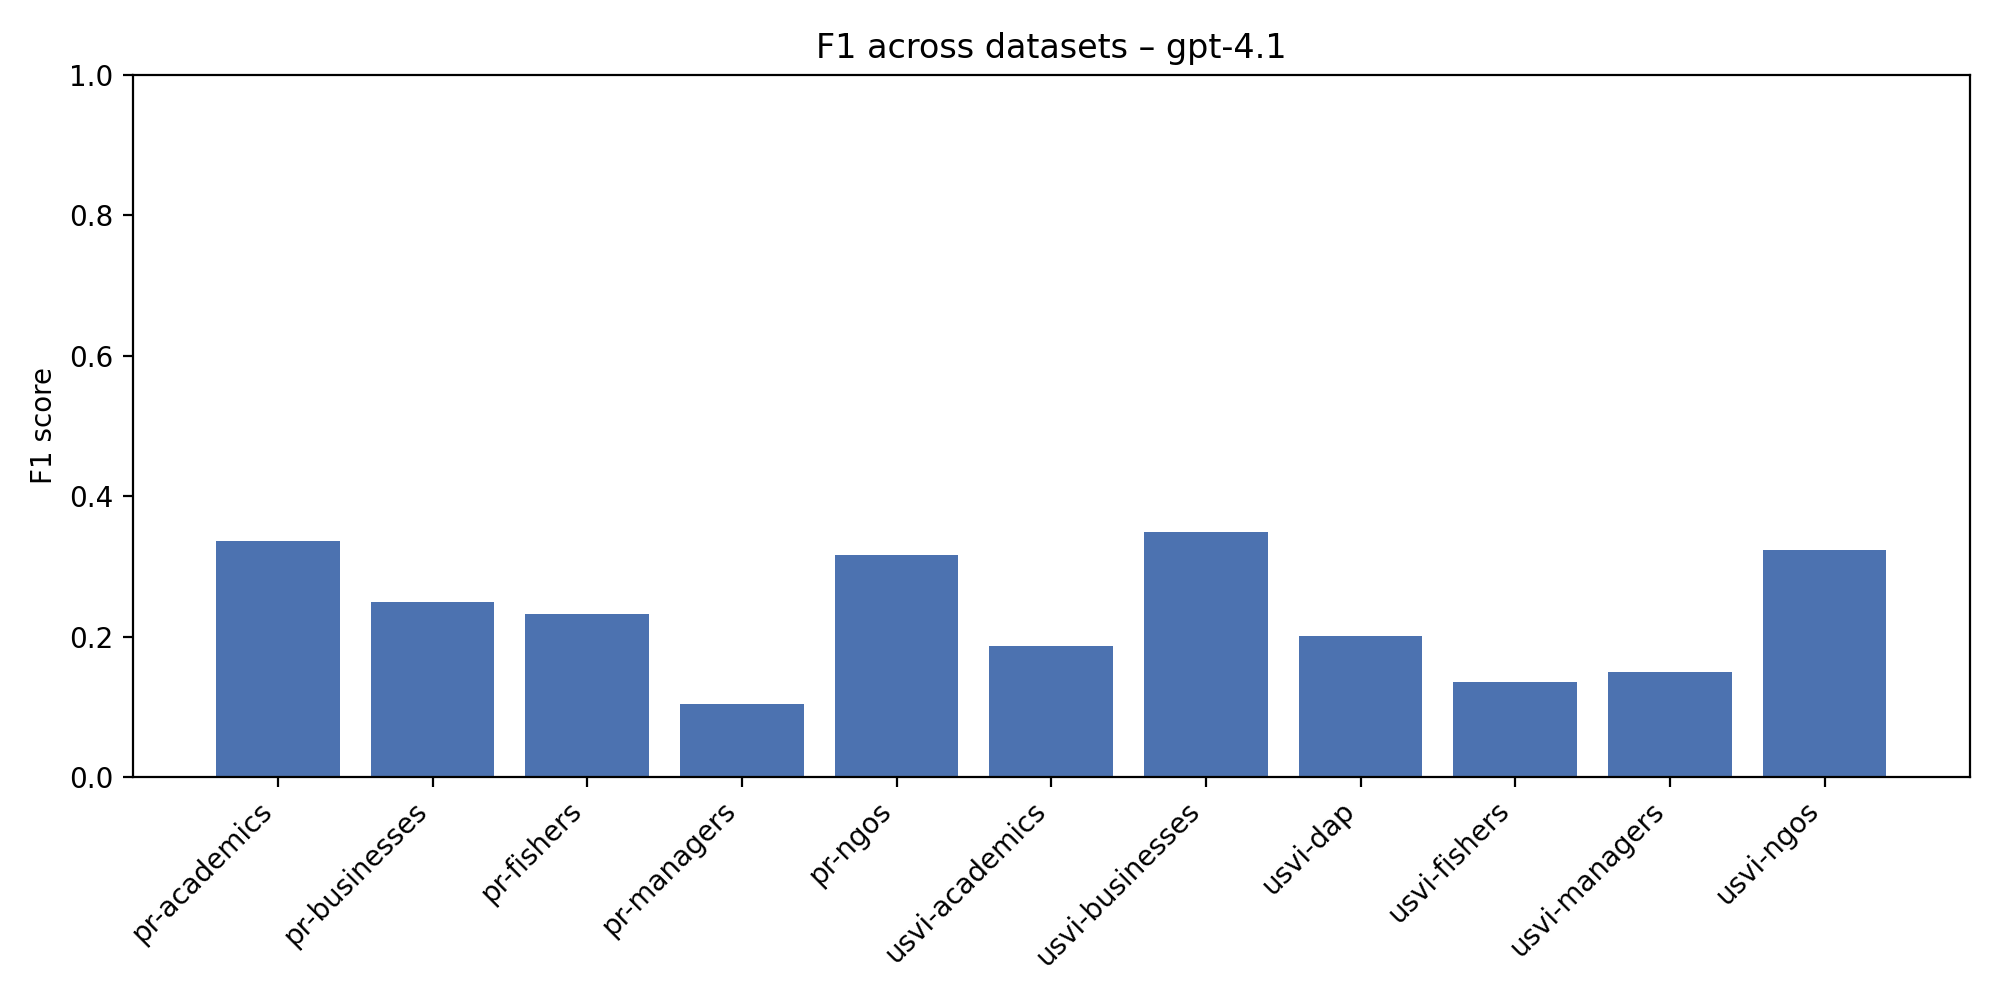 F1 across datasets – gpt-4.1
1.0
0.8
0.6
0.4
0.2
0.0
F1 score
pr-academics
pr-businesses
pr-fishers
pr-managers
pr-ngos
usvi-academics
usvi-businesses
usvi-dap
usvi-fishers
usvi-managers
usvi-ngos